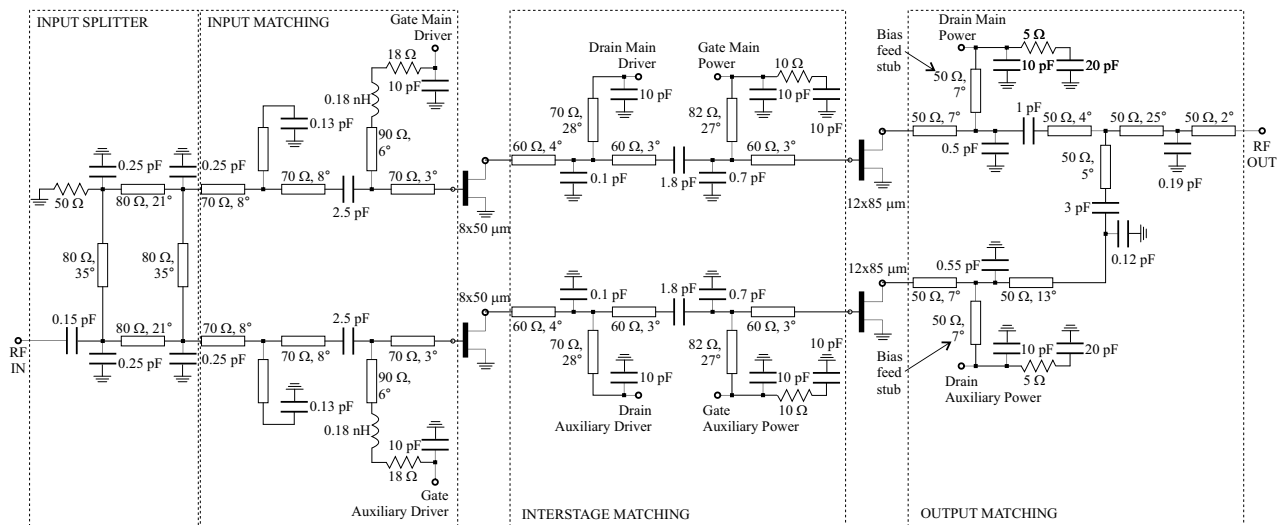 INPUT SPLITTER
INPUT MATCHING
Gate Main
Driver
18 Ω
10 pF
0.18 nH
0.13 pF
90 Ω,
6°
0.25 pF
0.25 pF
50 Ω
80 Ω, 21°
70 Ω, 8°
70 Ω, 8°
2.5 pF
70 Ω, 3°
8x50 μm
80 Ω,
35°
80 Ω,
35°
0.15 pF
RF
IN
80 Ω, 21°
0.25 pF
70 Ω, 8°
0.25 pF
70 Ω, 8°
2.5 pF
70 Ω, 3°
8x50 μm
0.13 pF
90 Ω,
6°
0.18 nH
10 pF
18 Ω
Gate
Auxiliary Driver
Drain Main
Driver
10 pF
70 Ω,
28°
60 Ω, 4°
0.1 pF
60 Ω, 3°
1.8 pF
Gate Main
Power
10 Ω
10 pF
10 pF
82 Ω,
27°
0.7 pF
60 Ω, 3°
12x85 μm
60 Ω, 4°
0.1 pF
60 Ω, 3°
1.8 pF
0.7 pF
60 Ω, 3°
12x85 μm
70 Ω,
28°
10 pF
Drain
Auxiliary Driver
82 Ω,
27°
10 pF
10 pF
10 Ω
Gate
Auxiliary Power
INTERSTAGE MATCHING
Drain Main
Power
Bias
feed
stub
5 Ω
10 pF
20 pF
50 Ω,
7°
50 Ω, 7°
0.5 pF
1 pF
50 Ω, 4°
50 Ω, 25°
50 Ω, 2°
RF
OUT
0.19 pF
50 Ω,
5°
3 pF
0.12 pF
0.55 pF
50 Ω, 7°
50 Ω, 13°
50 Ω,
7°
Bias
feed
stub
10 pF
20 pF
5 Ω
Drain
Auxiliary Power
OUTPUT MATCHING